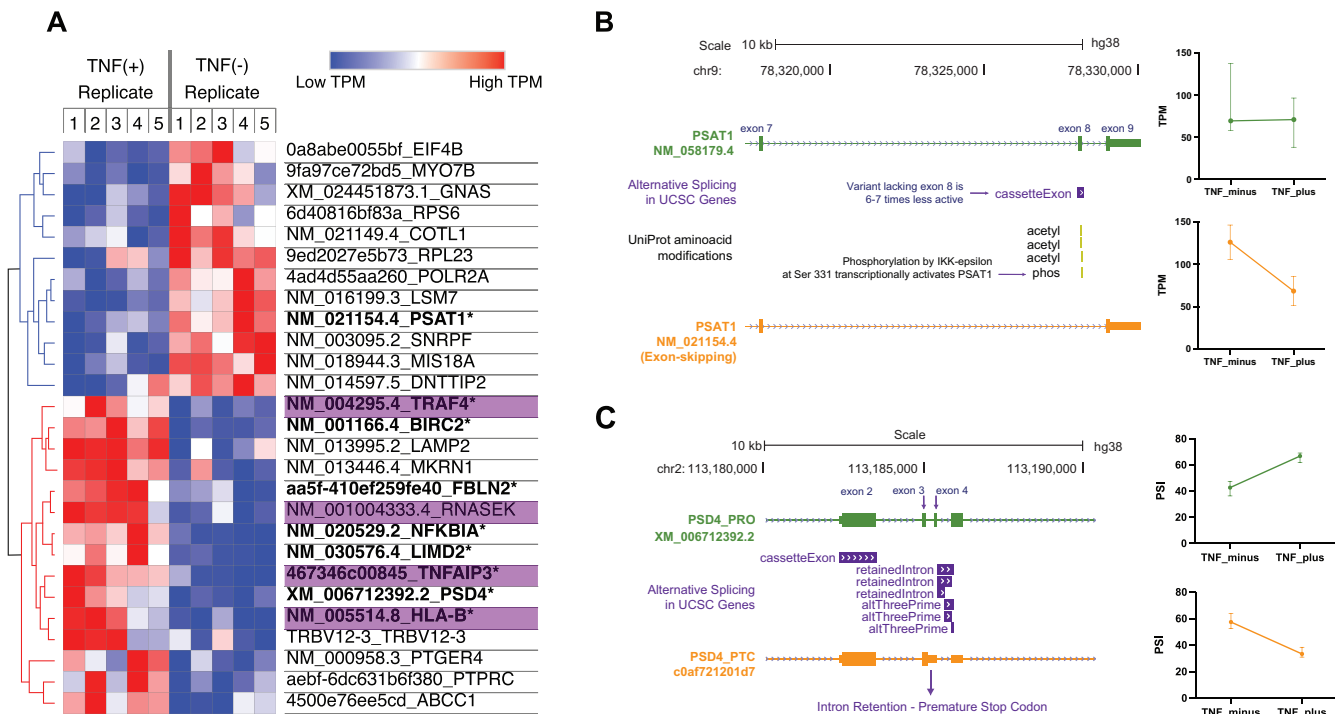 A
TNF(+)
Replicate
TNF(-)
Replicate
Low TPM
High TPM
1 2 3 4 5 1 2 3 4 5
0a8abe0055bf_EIF4B
9fa97ce72bd5_MYO7B
XM_024451873.1_GNAS
6d40816bf83a_RPS6
NM_021149.4_COTL1
9ed2027e5b73_RPL23
4ad4d55aa260_POLR2A
NM_016199.3_LSM7
NM_021154.4_PSAT1*
NM_003095.2_SNRPF
NM_018944.3_MIS18A
NM_014597.5_DNTTIP2
NM_004295.4_TRAF4*
NM_001166.4_BIRC2*
NM_013995.2_LAMP2
NM_013446.4_MKRN1
aa5f-410ef259fe40_FBLN2*
NM_001004333.4_RNASEK
NM_020529.2_NFKBIA*
NM_030576.4_LIMD2*
467346c00845_TNFAIP3*
XM_006712392.2_PSD4*
NM_005514.8_HLA-B*
TRBV12-3_TRBV12-3
NM_000958.3_PTGER4
aebf-6dc631b6f380_PTPRC
4500e76ee5cd_ABCC1
B
Scale 10 kb hg38
chr9: 78,320,000 78,325,000 78,330,000
exon 7 exon 8 exon 9
PSAT1
NM_058179.4
Alternative Splicing
in UCSC Genes
Variant lacking exon 8 is
6-7 times less active
cassetteExon
UniProt aminoacid
modifications
acetyl
acetyl
acetyl
phos
Phosphorylation by IKK-epsilon
at Ser 331 transcriptionally activates PSAT1
PSAT1
NM_021154.4
(Exon-skipping)
TPM
150
100
50
0
TNF_minus TNF_plus
TPM
150
100
50
0
TNF_minus TNF_plus
C
Scale
10 kb hg38
chr2: 113,180,000 113,185,000 113,190,000
exon 2 exon 3 exon 4
PSD4_PRO
XM_006712392.2
cassetteExon
Alternative Splicing
in UCSC Genes
retainedIntron
retainedIntron
retainedIntron
altThreePrime
altThreePrime
altThreePrime
PSD4_PTC
c0af721201d7
Intron Retention - Premature Stop Codon
PSI
80
60
40
20
0
TNF_minus TNF_plus
PSI
80
60
40
20
0
TNF_minus TNF_plus